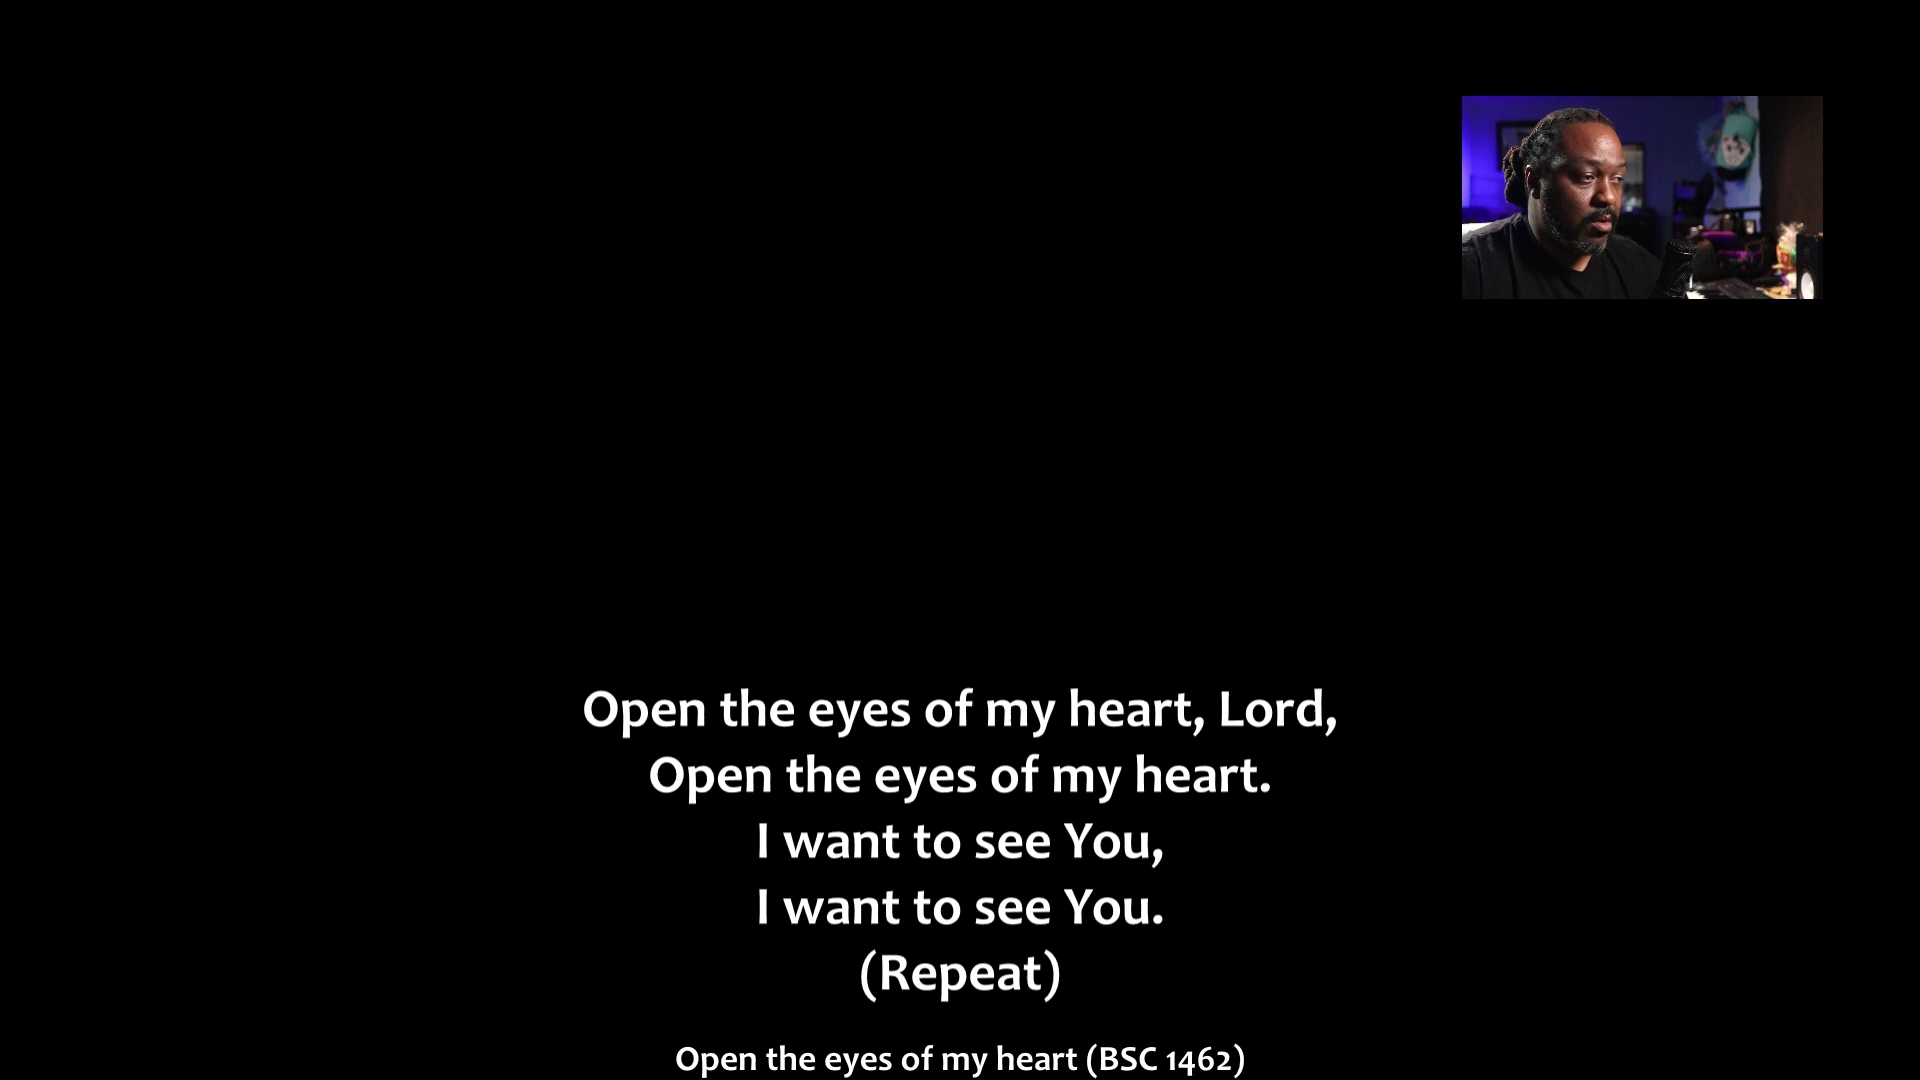 Open the eyes of my heart, Lord,
Open the eyes of my heart.
I want to see You,
I want to see You.
(Repeat)
Open the eyes of my heart (BSC 1462)